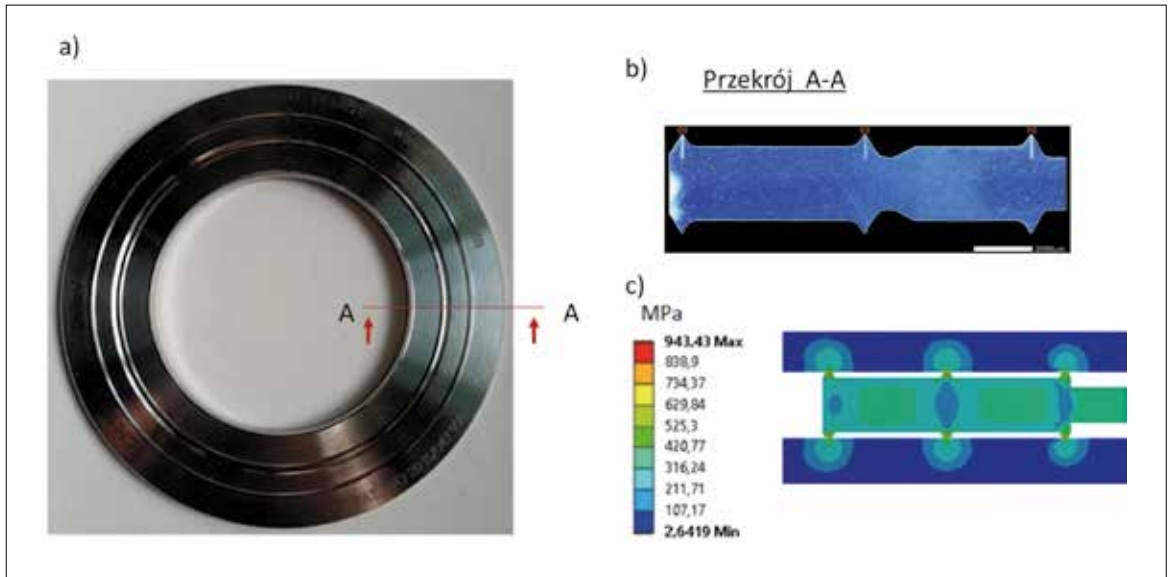 a)
A
A
b)
Przekrój A-A
c)
MPa
943,43 Max
838,9
734,37
629,84
525,3
420,77
316,24
211,71
107,17
2,6419 Min